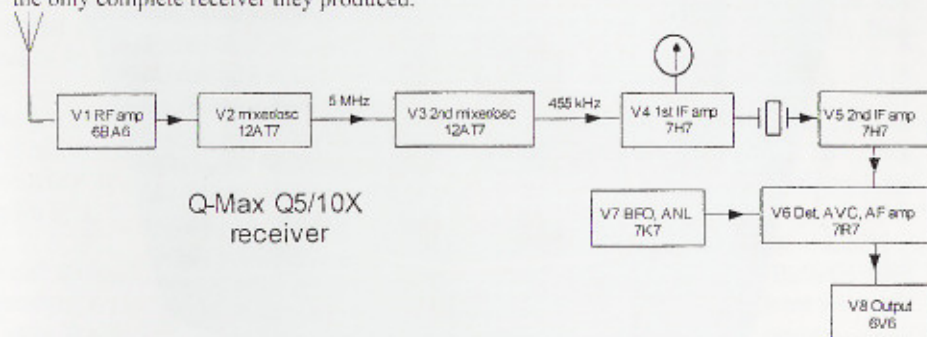 the only complete receiver they produced.
V1 RF amp
6BA6
V2 mixer/osc
12AT7
5 MHz
V3 2nd mixer/osc
12AT7
455 kHz
V4 1st IF amp
7H7
V5 2nd IF amp
7H7
Q-Max Q5/10X
receiver
V7 BFO, ANL
7K7
V6 Det, AVC, AF amp
7R7
V8 Output
6V6